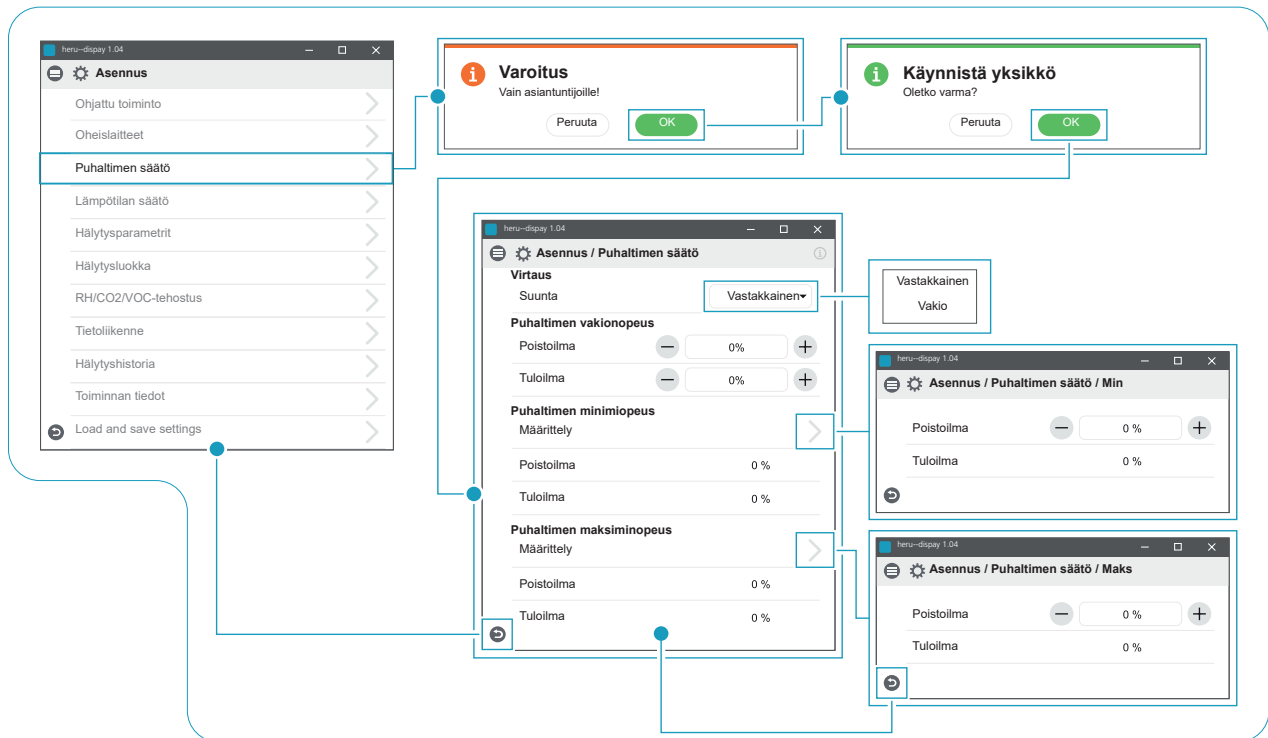 heru--dispay 1.04
Asennus
Ohjattu toiminto
Oheislaitteet
Puhaltimen säätö
Lämpötilan säätö
Hälytysparametrit
Hälytysluokka
RH/CO2/VOC-tehostus
Tietoliikenne
Hälytyshistoria
Toiminnan tiedot
Load and save settings
Varoitus
Vain asiantuntijoille!
Peruuta OK
Käynnistä yksikkö
Oletko varma?
Peruuta OK
heru--dispay 1.04
Asennus / Puhaltimen säätö
Virtaus
Suunta Vastakkainen
Puhaltimen vakionopeus
Poistoilma 0%
Tuloilma 0%
Puhaltimen minimiopeus
Määrittely
Poistoilma 0 %
Tuloilma 0 %
Puhaltimen maksiminopeus
Määrittely
Poistoilma 0 %
Tuloilma 0 %
Vastakkainen
Vakio
heru--dispay 1.04
Asennus / Puhaltimen säätö / Min
Poistoilma 0 %
Tuloilma 0 %
heru--dispay 1.04
Asennus / Puhaltimen säätö / Maks
Poistoilma 0 %
Tuloilma 0 %